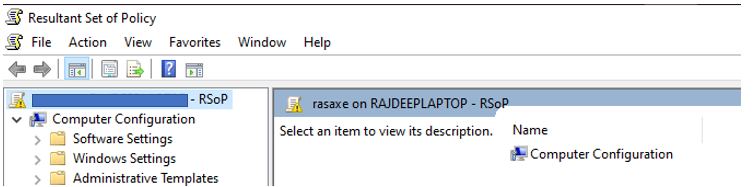 Resultant Set of Policy
File Action View Favorites Window Help
- RSoP
Computer Configuration
Software Settings
Windows Settings
Administrative Templates
rasaxe on RAJDEEPLAPTOP - RSoP
Select an item to view its description.
Name
Computer Configuration